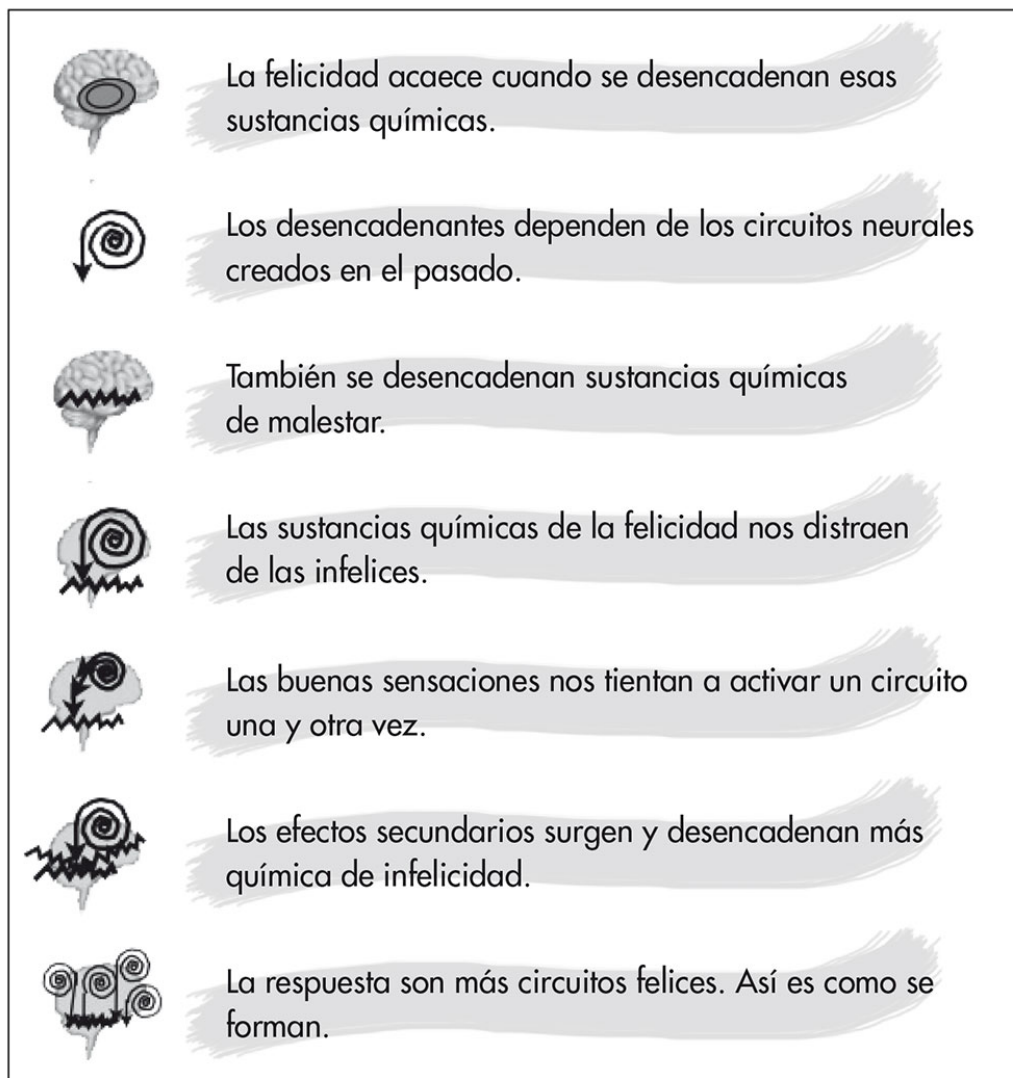 La felicidad acaece cuando se desencadenan esas
sustancias químicas.
Los desencadenantes dependen de los circuitos neurales
creados en el pasado.
También se desencadenan sustancias químicas
de malestar.
Las sustancias químicas de la felicidad nos distraen
de las infelices.
Las buenas sensaciones nos tientan a activar un circuito
una y otra vez.
Los efectos secundarios surgen y desencadenan más
química de infelicidad.
La respuesta son más circuitos felices. Así es como se
forman.